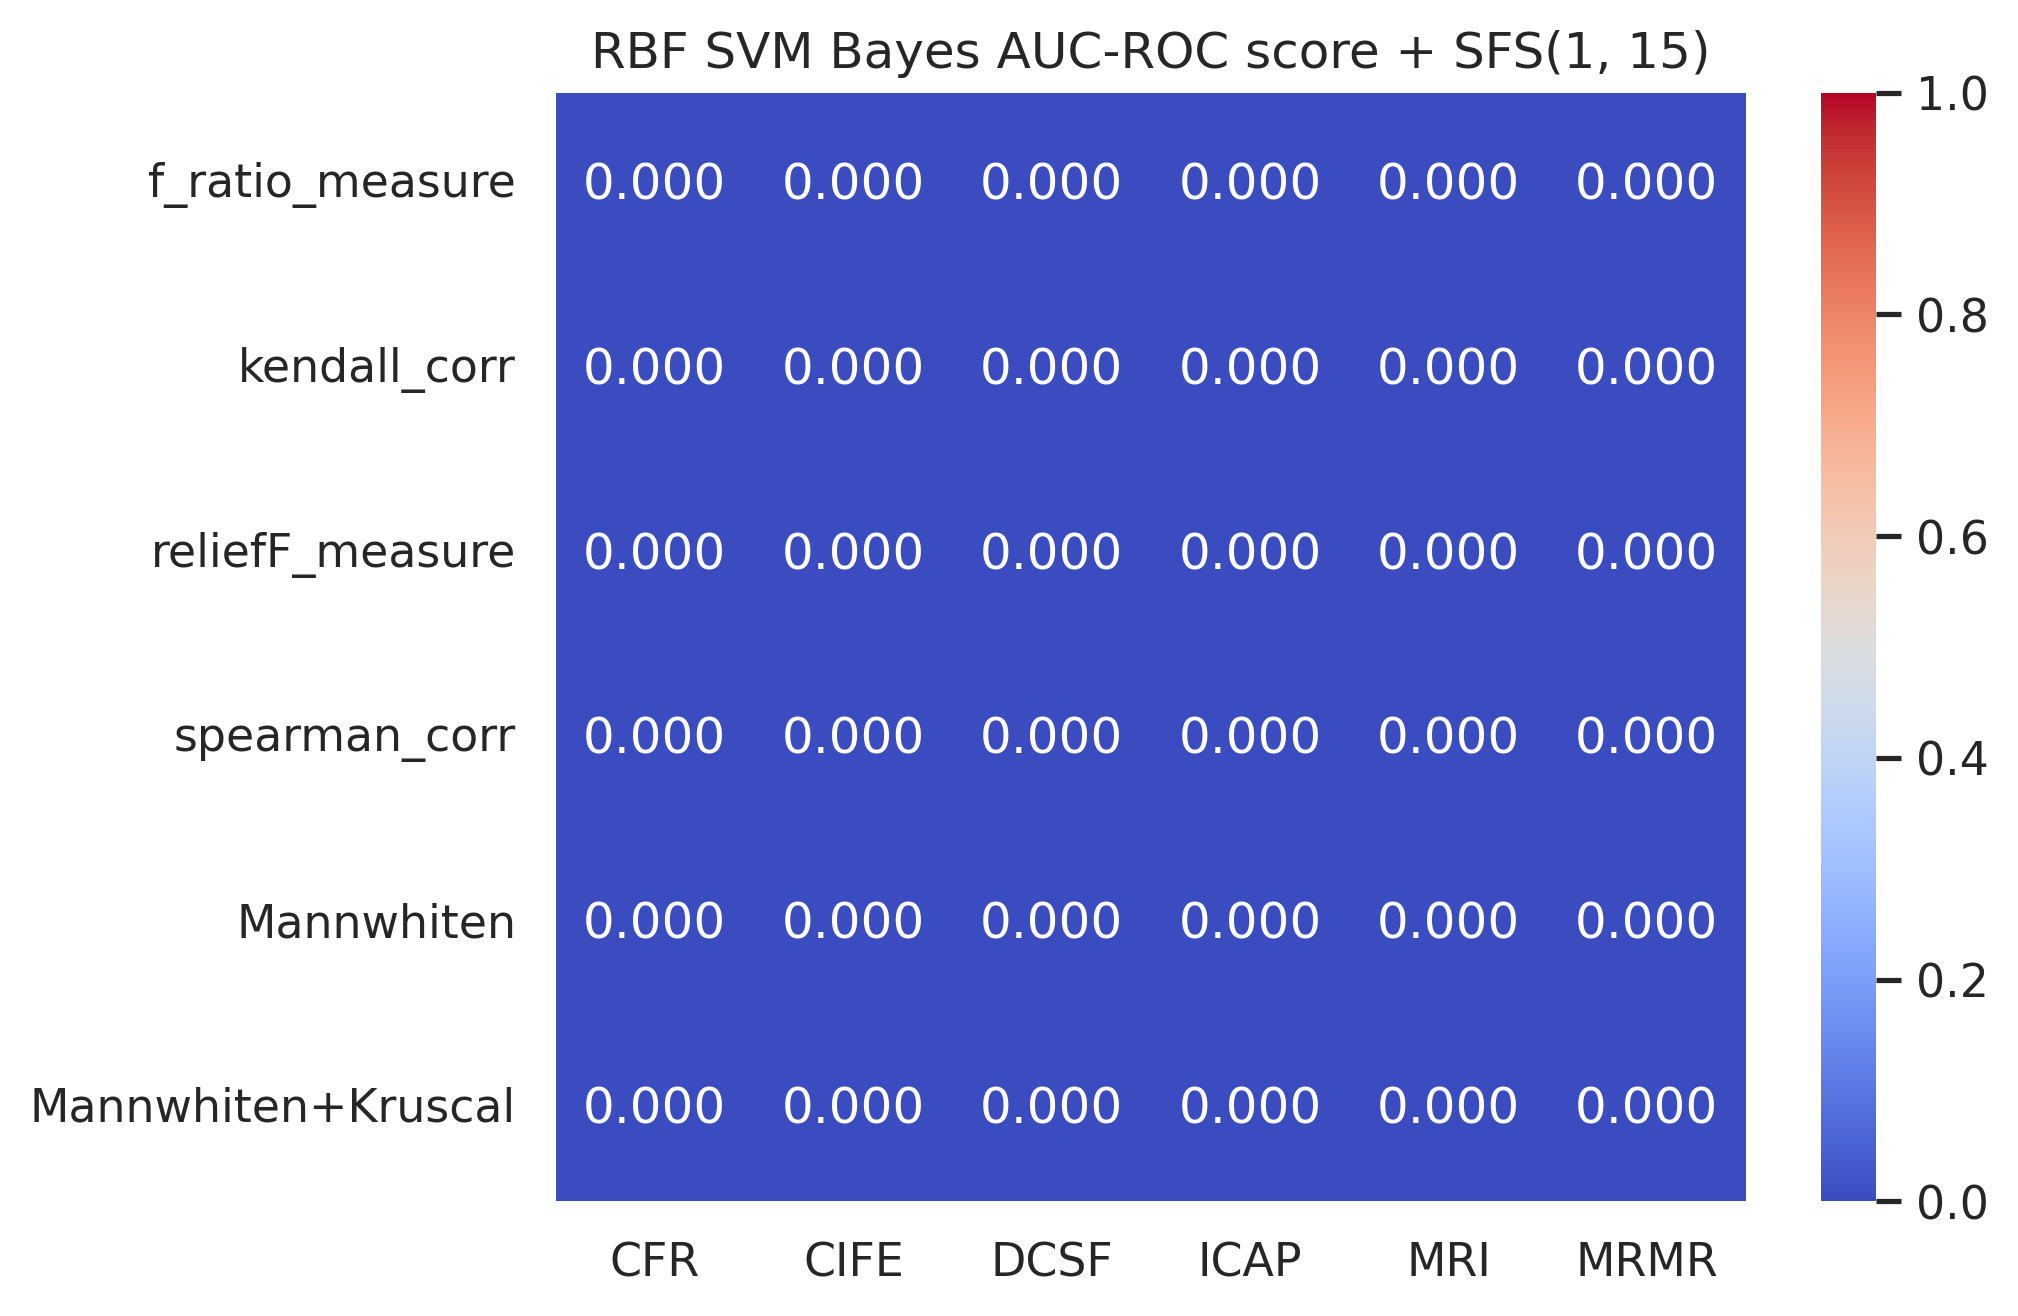 RBF SVM Bayes AUC-ROC score + SFS(1, 15)
f_ratio_measure 0.000 0.000 0.000 0.000 0.000 0.000
kendall_corr 0.000 0.000 0.000 0.000 0.000 0.000
reliefF_measure 0.000 0.000 0.000 0.000 0.000 0.000
spearman_corr 0.000 0.000 0.000 0.000 0.000 0.000
Mannwhiten 0.000 0.000 0.000 0.000 0.000 0.000
Mannwhiten+Kruscal 0.000 0.000 0.000 0.000 0.000 0.000
CFR CIFE DCSF ICAP MRI MRMR
1.0
0.8
0.6
0.4
0.2
0.0